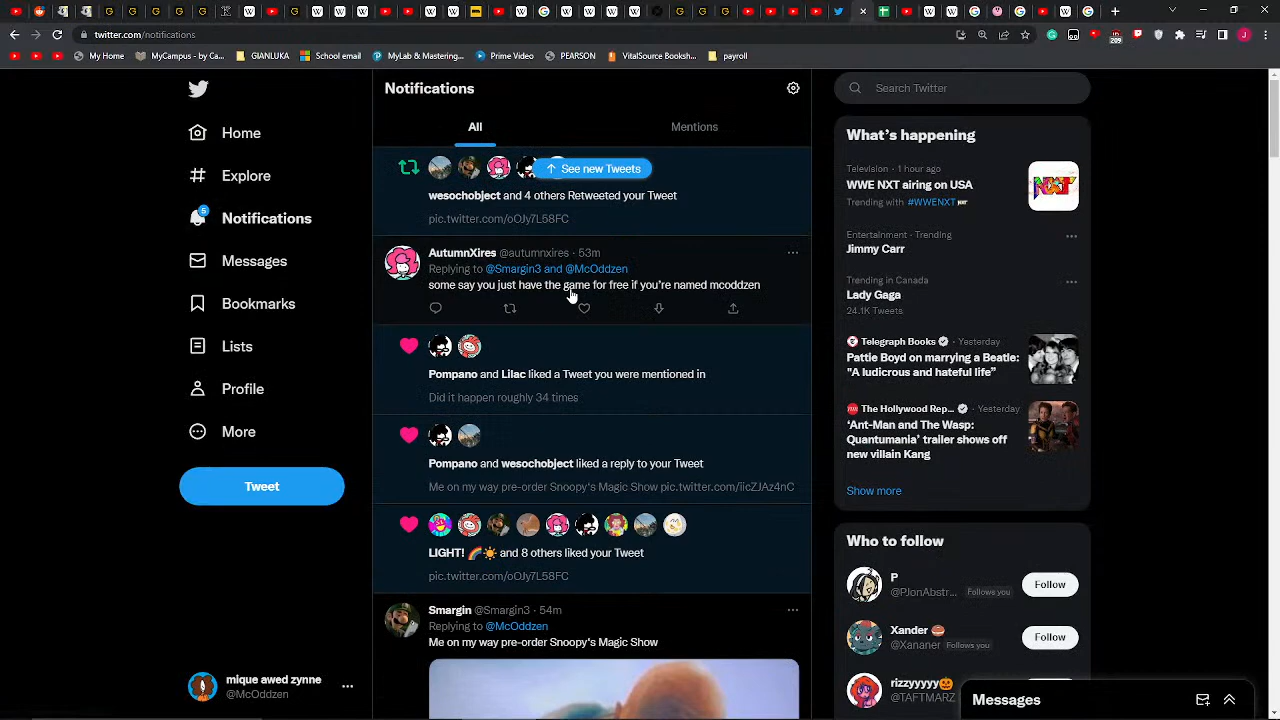 twitter.com/notifications
209
J
My Home
MyCampus - by Ca...
GIANLUKA
School email
MyLab & Mastering...
Prime Video
PEARSON
VitalSource Booksh...
payroll
Home
Explore
5
Notifications
Messages
Bookmarks
Lists
Profile
More
Tweet
mique awed zynne
@McOddzen
Notifications
All
Mentions
See new Tweets
wesochobject and 4 others Retweeted your Tweet
pic.twitter.com/oOJy7L58FC
AutumnXires @autumnxires · 53m
Replying to @Smargin3 and @McOddzen
some say you just have the game for free if you're named mcoddzen
Pompano and Lilac liked a Tweet you were mentioned in
Did it happen roughly 34 times
Pompano and wesochobject liked a reply to your Tweet
Me on my way pre-order Snoopy's Magic Show pic.twitter.com/iicZJAz4nC
LIGHT! 🌈☀️ and 8 others liked your Tweet
pic.twitter.com/oOJy7L58FC
Smargin @Smargin3 · 54m
Replying to @McOddzen
Me on my way pre-order Snoopy's Magic Show
Search Twitter
What's happening
Television · 1 hour ago
WWE NXT airing on USA
Trending with #WWENXT
NXT
Entertainment · Trending
Jimmy Carr
Trending in Canada
Lady Gaga
24.1K Tweets
Telegraph Books · Yesterday
Pattie Boyd on marrying a Beatle:
"A ludicrous and hateful life"
The Hollywood Rep... · Yesterday
'Ant-Man and The Wasp:
Quantumania' trailer shows off
new villain Kang
Show more
Who to follow
P
@PJonAbstr... Follows you
Follow
Xander
@Xananer Follows you
Follow
rizzyyyyy🎃
@TAFTMARZ
Messages